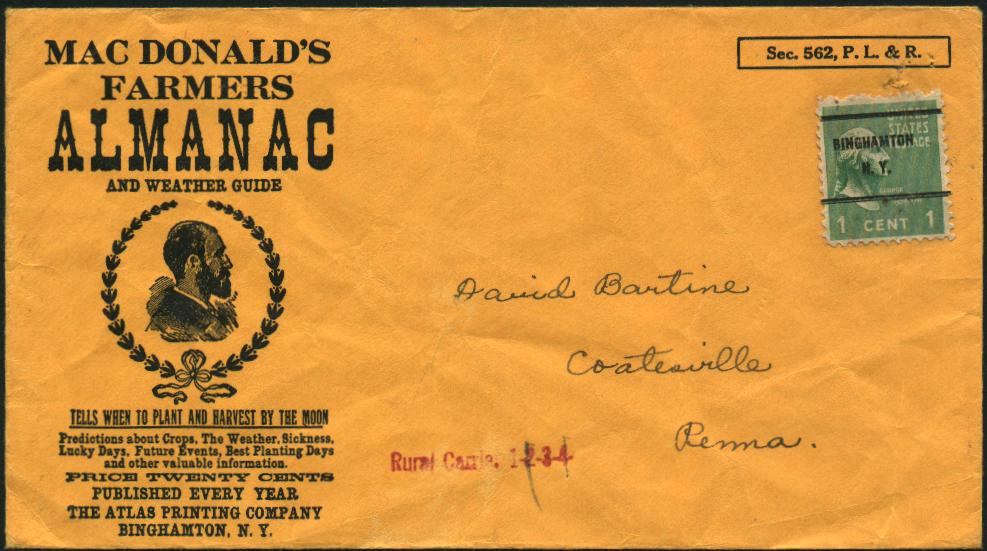 MAC DONALD'S
FARMERS
ALMANAC
AND WEATHER GUIDE
TELLS WHEN TO PLANT AND HARVEST BY THE MOON
Predictions about Crops, The Weather, Sickness,
Lucky Days, Future Events, Best Planting Days
and other valuable information.
PRICE TWENTY CENTS
PUBLISHED EVERY YEAR
THE ATLAS PRINTING COMPANY
BINGHAMTON, N. Y.
Sec. 562, P. L. & R.
UNITED
STATES
POSTAGE
BINGHAMTON
N. Y.
GEORGE
1 CENT 1
David Bartine
Coatesville
Penna.
Rural Carrier 1-2-3-4